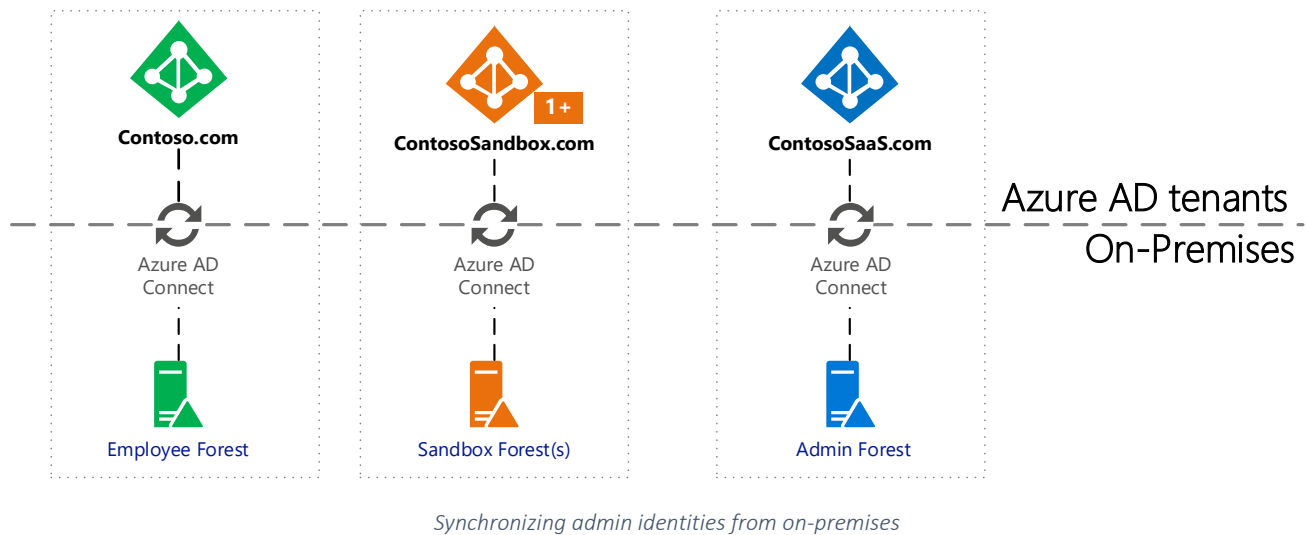 1+
Contoso.com
ContosoSandbox.com
ContosoSaaS.com
Azure AD tenants
On-Premises
Azure AD
Connect
Azure AD
Connect
Azure AD
Connect
Employee Forest
Sandbox Forest(s)
Admin Forest
Synchronizing admin identities from on-premises